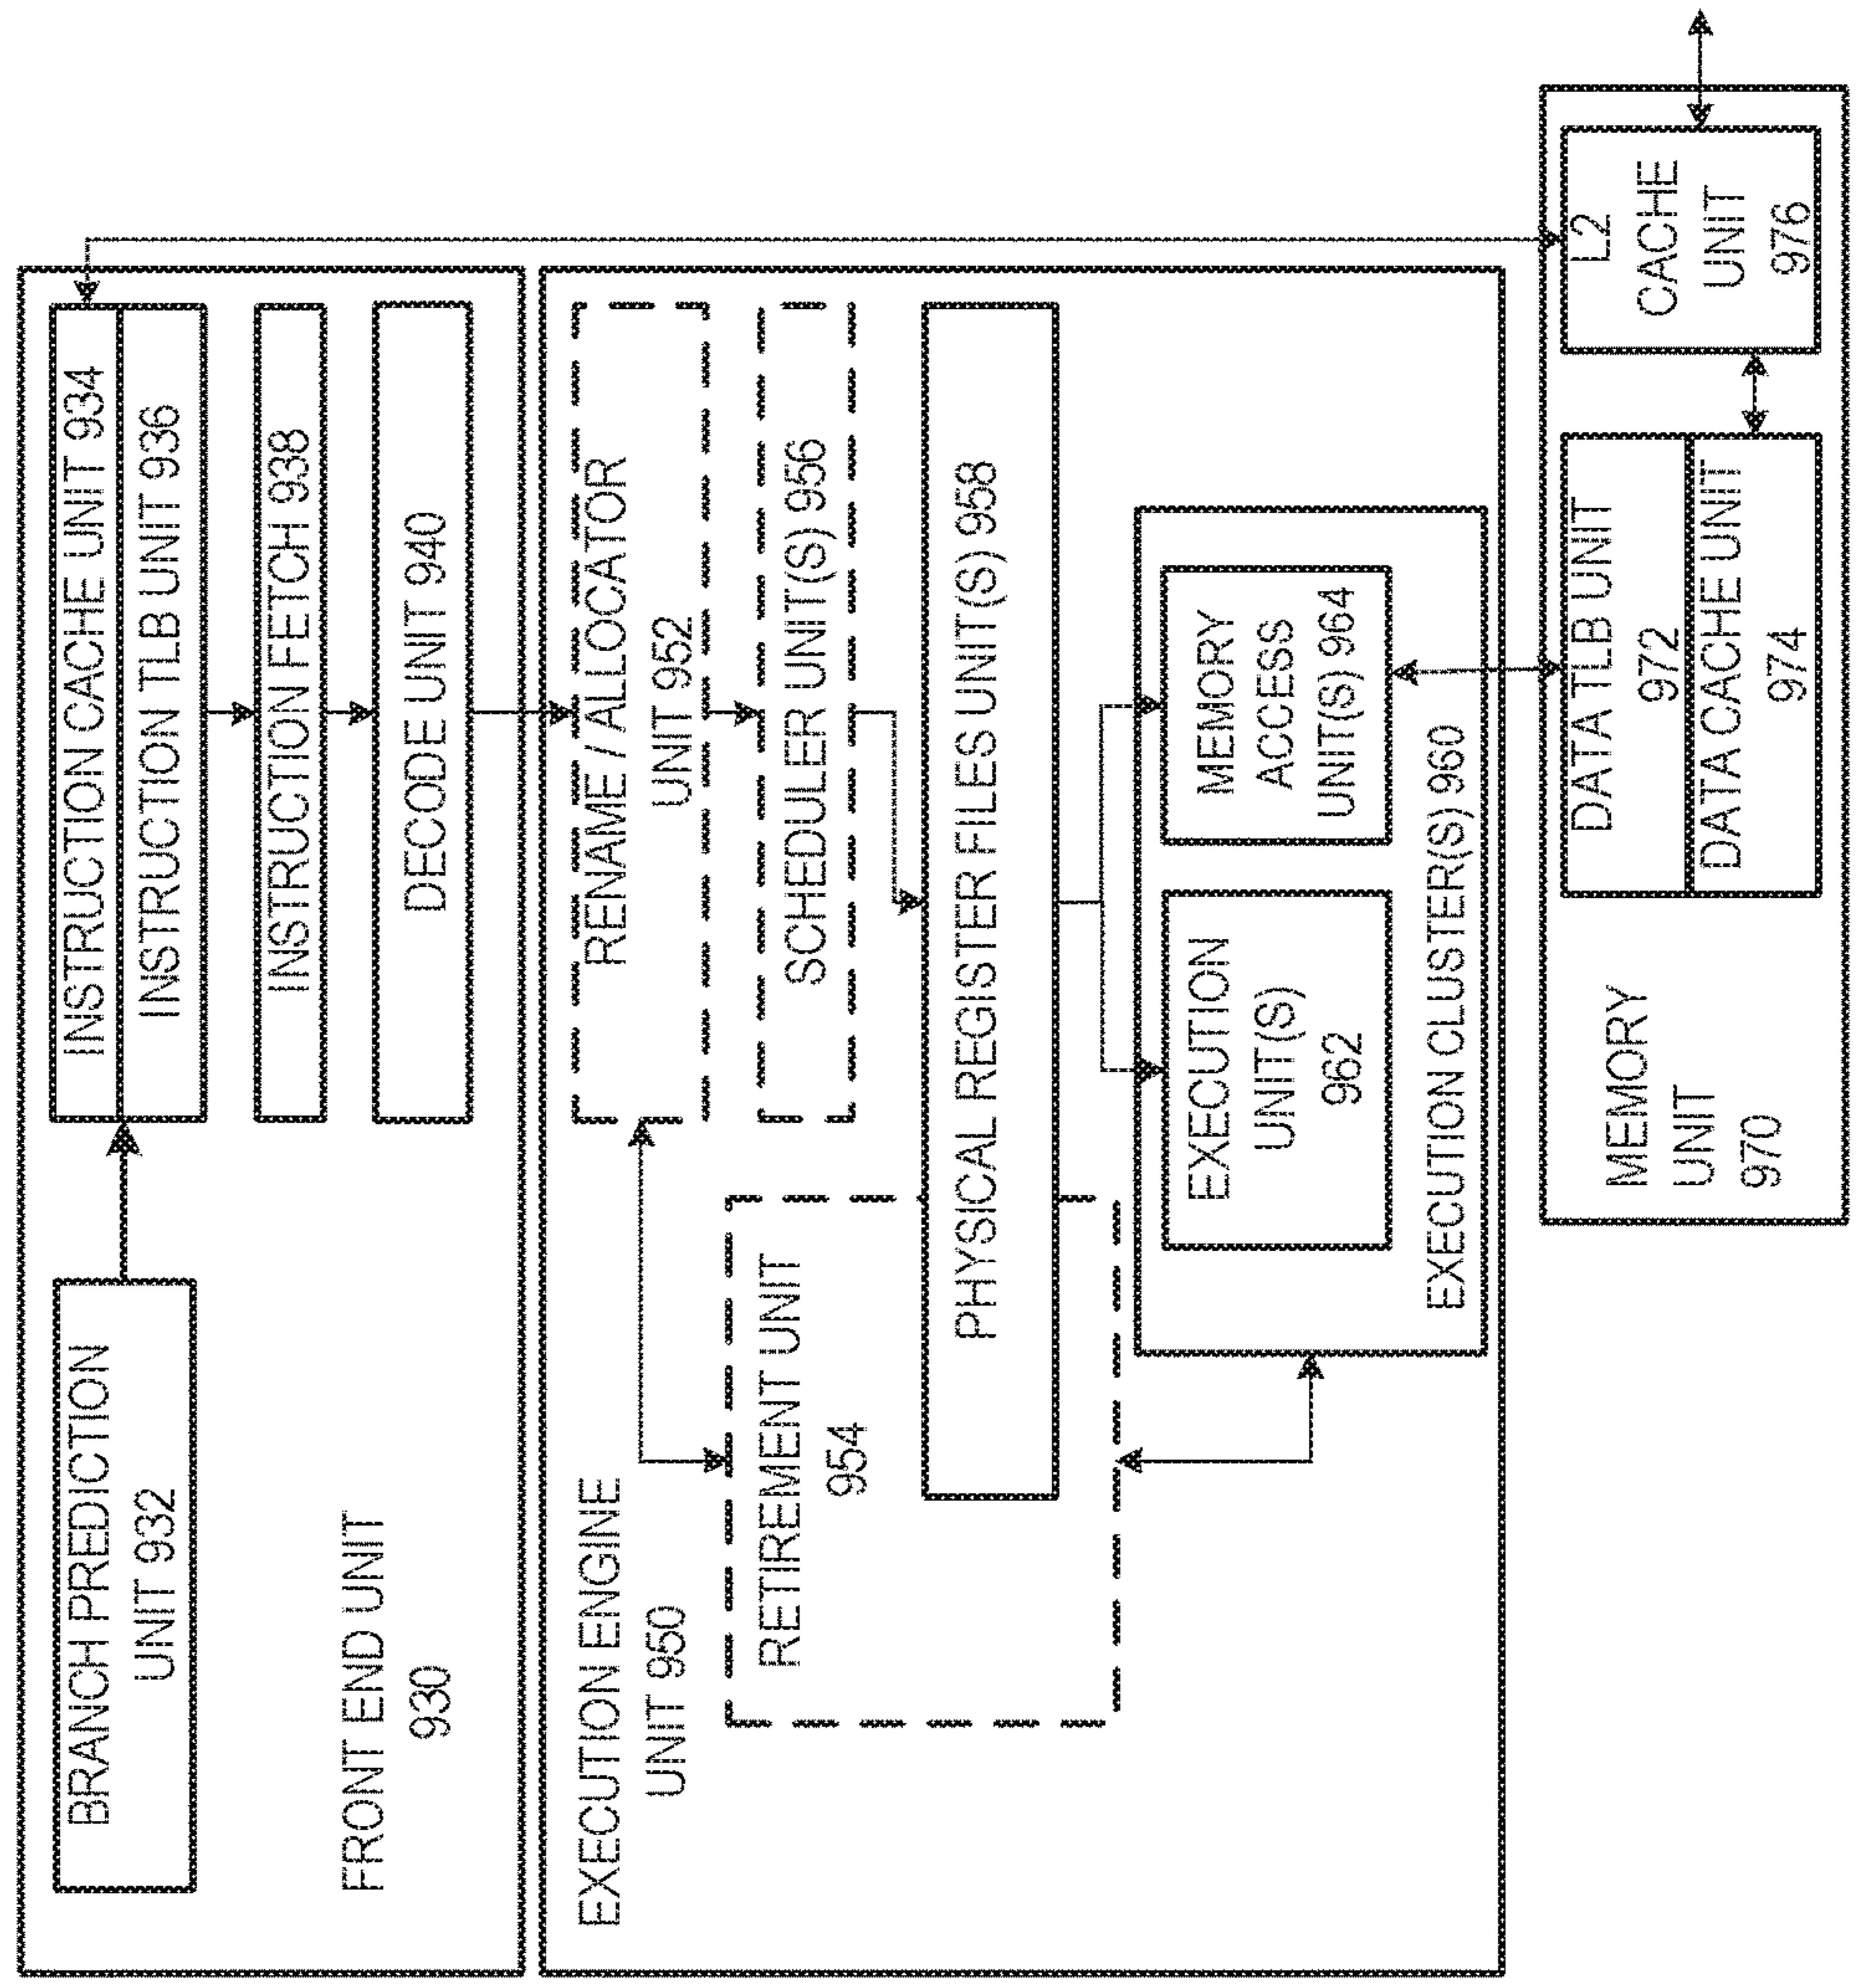 BRANCH PREDICTION
UNIT 932
INSTRUCTION CACHE UNIT 934
INSTRUCTION TLB UNIT 936
INSTRUCTION FETCH 938
FRONT END UNIT
930
DECODE UNIT 940
EXECUTION ENGINE
UNIT 950
RENAME / ALLOCATOR
UNIT 952
RETIREMENT UNIT
954
SCHEDULER UNIT(S) 956
PHYSICAL REGISTER FILES UNIT(S) 958
EXECUTION
UNIT(S)
962
MEMORY
ACCESS
UNIT(S) 964
EXECUTION CLUSTER(S) 960
MEMORY
UNIT
970
DATA TLB UNIT
972
DATA CACHE UNIT
974
L2
CACHE
UNIT
976